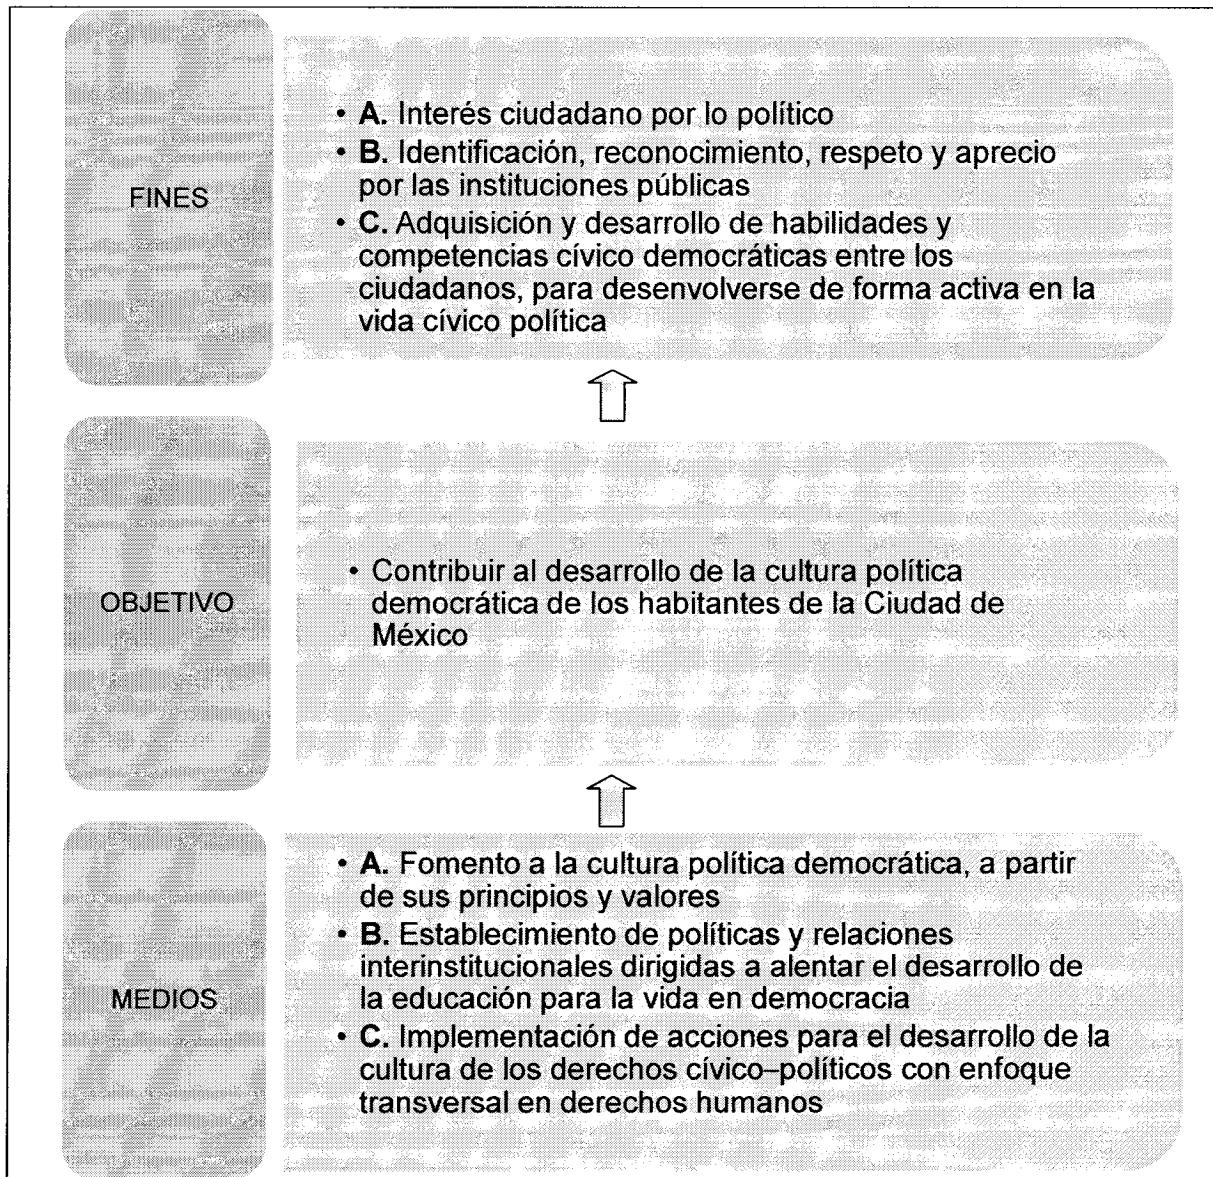 FINES
• A. Interés ciudadano por lo político
• B. Identificación, reconocimiento, respeto y aprecio
por las instituciones públicas
• C. Adquisición y desarrollo de habilidades y
competencias cívico democráticas entre los
ciudadanos, para desenvolverse de forma activa en la
vida cívico política
OBJETIVO
• Contribuir al desarrollo de la cultura política
democrática de los habitantes de la Ciudad de
México
MEDIOS
• A. Fomento a la cultura política democrática, a partir
de sus principios y valores
• B. Establecimiento de políticas y relaciones
interinstitucionales dirigidas a alentar el desarrollo de
la educación para la vida en democracia
• C. Implementación de acciones para el desarrollo de la
cultura de los derechos cívico–políticos con enfoque
transversal en derechos humanos